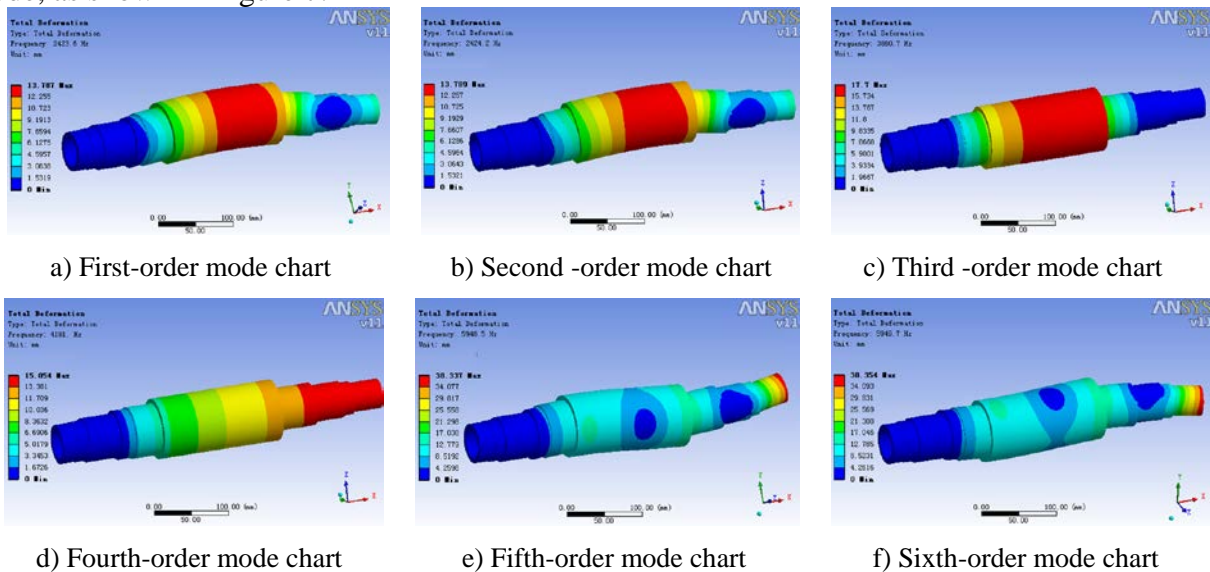 Total Deformation
Type: Total Deformation
Frequency: 2423.6 Hz
Unit: mm
13.787 Max
12.255
10.723
9.1913
7.6594
6.1275
4.5957
3.0638
1.5319
0 Min
ANSYS
v11
0.00 100.00 (mm)
50.00
a) First-order mode chart
Total Deformation
Type: Total Deformation
Frequency: 2424.2 Hz
Unit: mm
13.789 Max
12.257
10.725
9.1929
7.6607
6.1286
4.5964
3.0643
1.5321
0 Min
ANSYS
v11
0.00 100.00 (mm)
50.00
b) Second -order mode chart
Total Deformation
Type: Total Deformation
Unit: mm
17.7 Max
15.734
13.767
11.8
9.8335
7.8668
5.9001
3.9334
1.9667
0 Min
ANSYS
v11
0.00 100.00 (mm)
50.00
c) Third -order mode chart
Total Deformation
Type: Total Deformation
Frequency: 4191. Hz
Unit: mm
15.054 Max
13.381
11.709
10.036
8.3632
6.6906
5.0179
3.3453
1.6726
0 Min
ANSYS
v11
0.00 100.00 (mm)
50.00
d) Fourth-order mode chart
Total Deformation
Type: Total Deformation
Frequency: 5948.5 Hz
Unit: mm
38.337 Max
34.077
29.817
25.558
21.298
17.038
12.779
8.5192
4.2596
0 Min
ANSYS
v11
0.00 100.00 (mm)
50.00
e) Fifth-order mode chart
Total Deformation
Type: Total Deformation
Unit: mm
38.354 Max
34.093
29.831
25.569
21.308
17.046
12.785
8.5231
4.2616
0 Min
ANSYS
v11
0.00 100.00 (mm)
50.00
f) Sixth-order mode chart